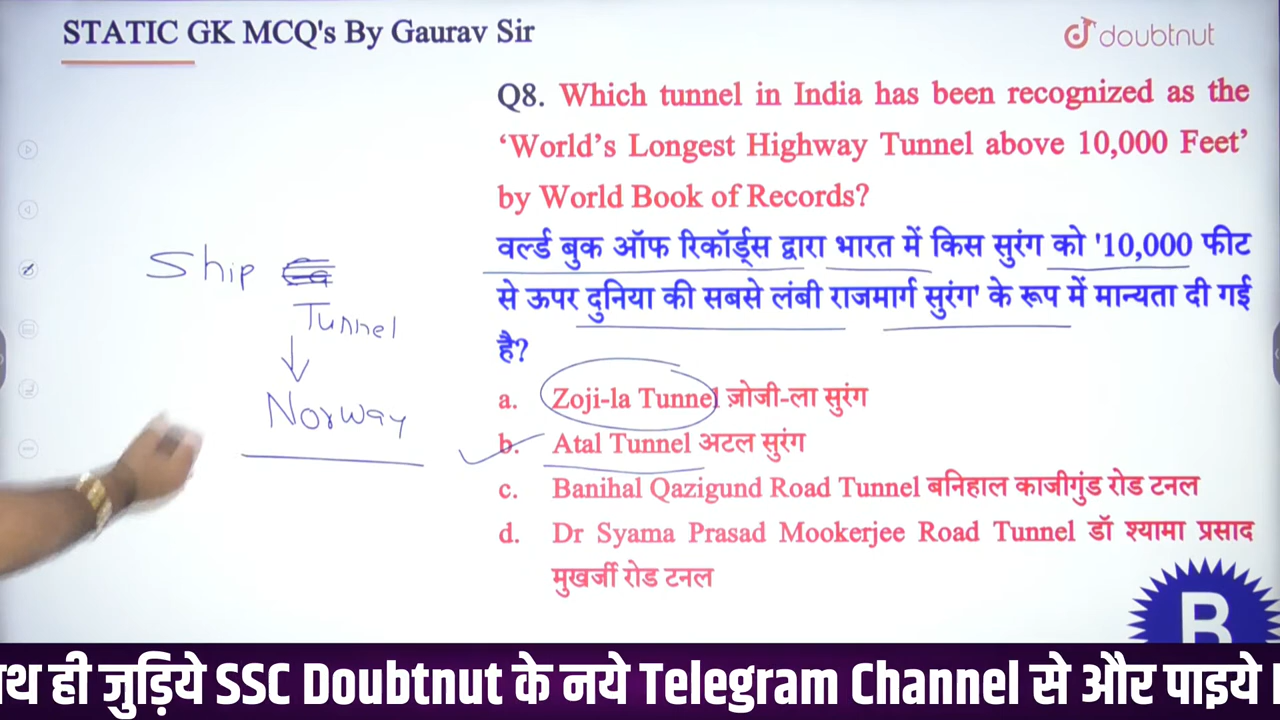 STATIC GK MCQ's By Gaurav Sir
doubtnut
Q8. Which tunnel in India has been recognized as the
‘World’s Longest Highway Tunnel above 10,000 Feet’
by World Book of Records?
वर्ल्ड बुक ऑफ रिकॉर्ड्स द्वारा भारत में किस सुरंग को '10,000 फीट
से ऊपर दुनिया की सबसे लंबी राजमार्ग सुरंग' के रूप में मान्यता दी गई
है?
a. Zoji-la Tunnel ज़ोजी-ला सुरंग
b. Atal Tunnel अटल सुरंग
c. Banihal Qazigund Road Tunnel बनिहाल काजीगुंड रोड टनल
d. Dr Syama Prasad Mookerjee Road Tunnel डॉ श्यामा प्रसाद
मुखर्जी रोड टनल
Ship
Tunnel
Norway
B
ही जुड़िये SSC Doubtnut के नये Telegram Channel से और पाइये